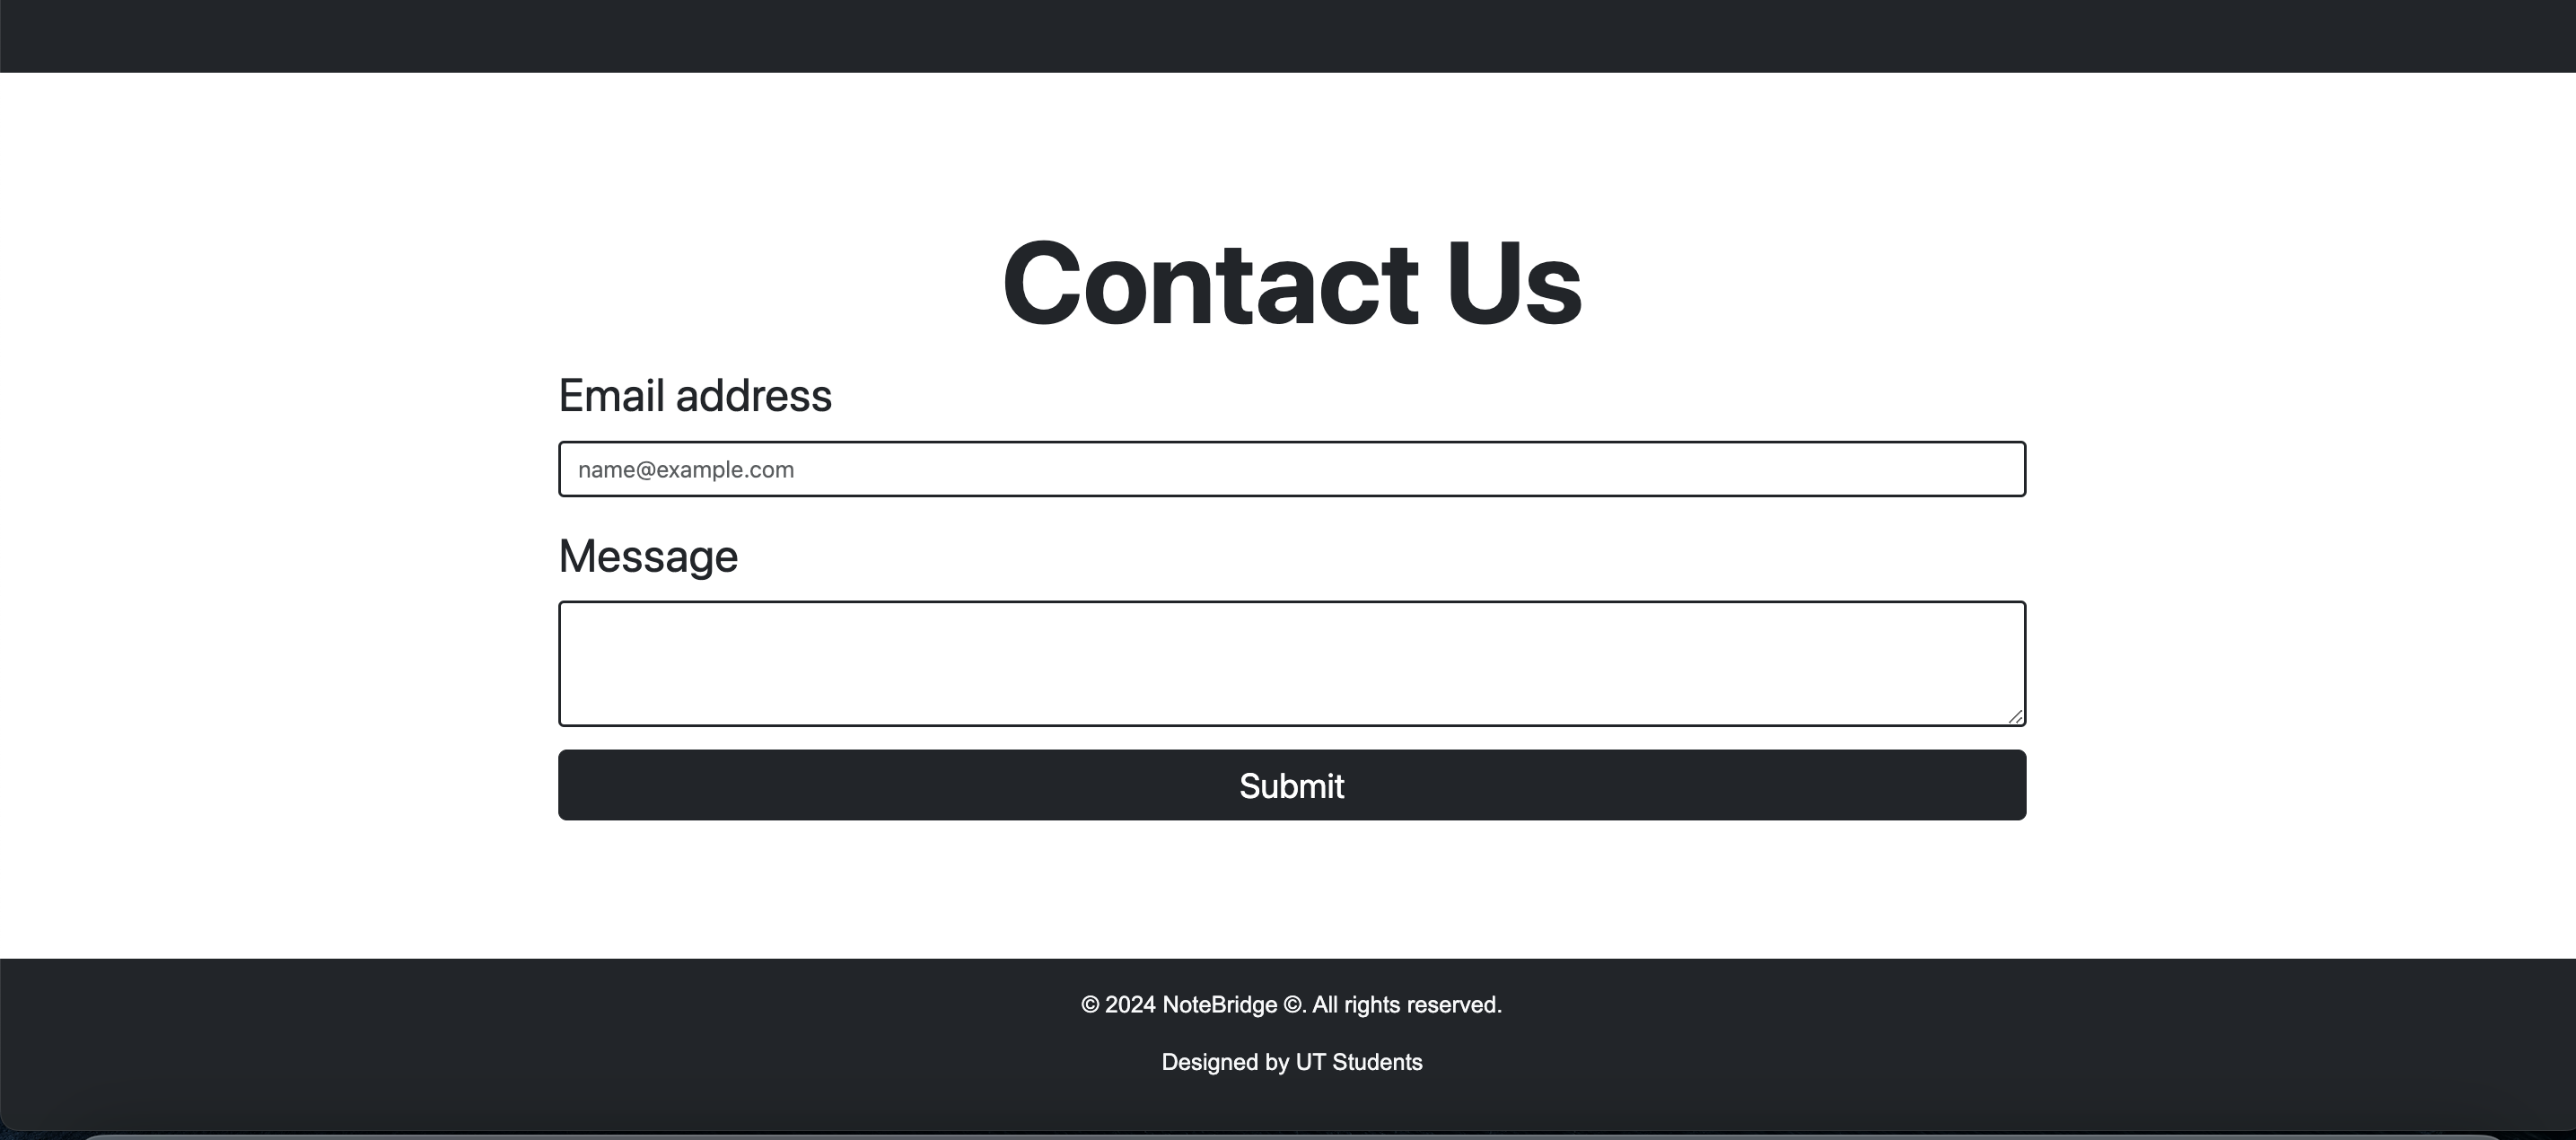 Contact Us
Email address
name@example.com
Message
Submit
© 2024 NoteBridge ©. All rights reserved.
Designed by UT Students